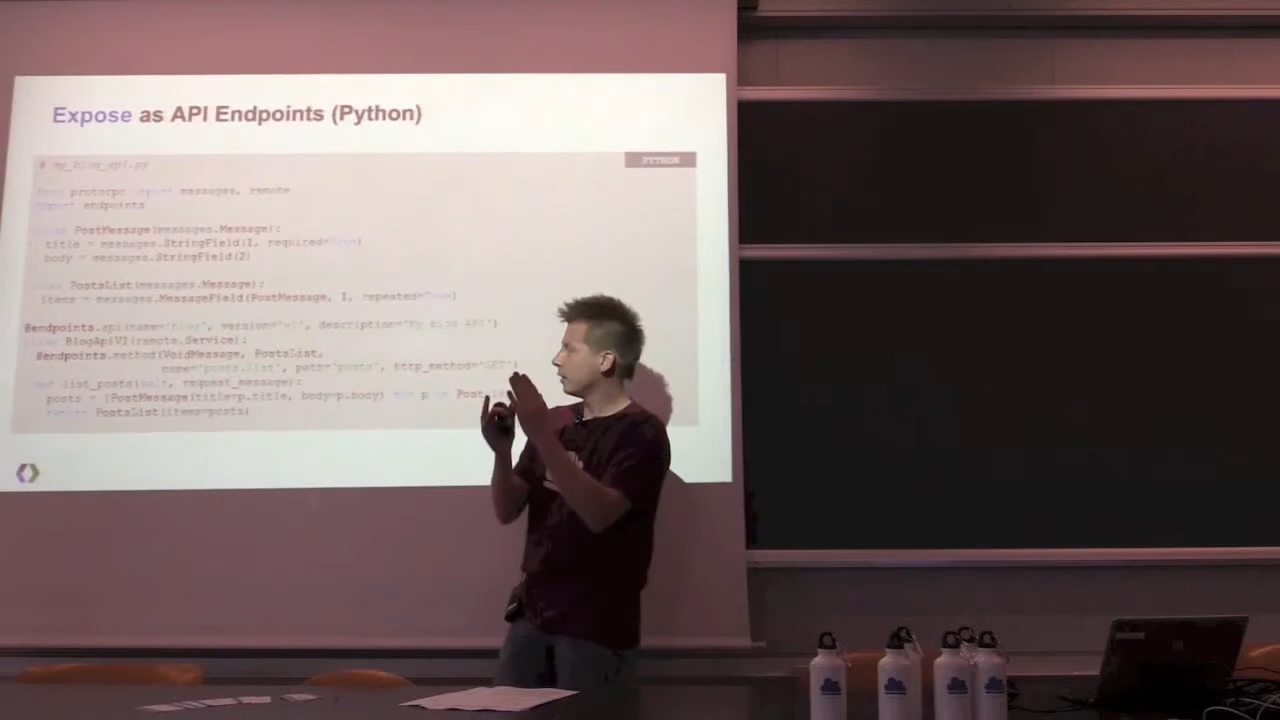 Expose as API Endpoints (Python)
PYTHON
# my_blog_api.py
from protorpc import messages, remote
import endpoints
class PostMessage(messages.Message):
title = messages.StringField(1, required=True)
body = messages.StringField(2)
class PostsList(messages.Message):
items = messages.MessageField(PostMessage, 1, repeated=True)
@endpoints.api(name='blog', version='v1', description='My blog API')
class BlogApiV1(remote.Service):
@endpoints.method(VoidMessage, PostsList,
name='posts.list', path='posts', http_method='GET')
def list_posts(self, request_message):
posts = [PostMessage(title=p.title, body=p.body) for p in
return PostsList(items=posts)